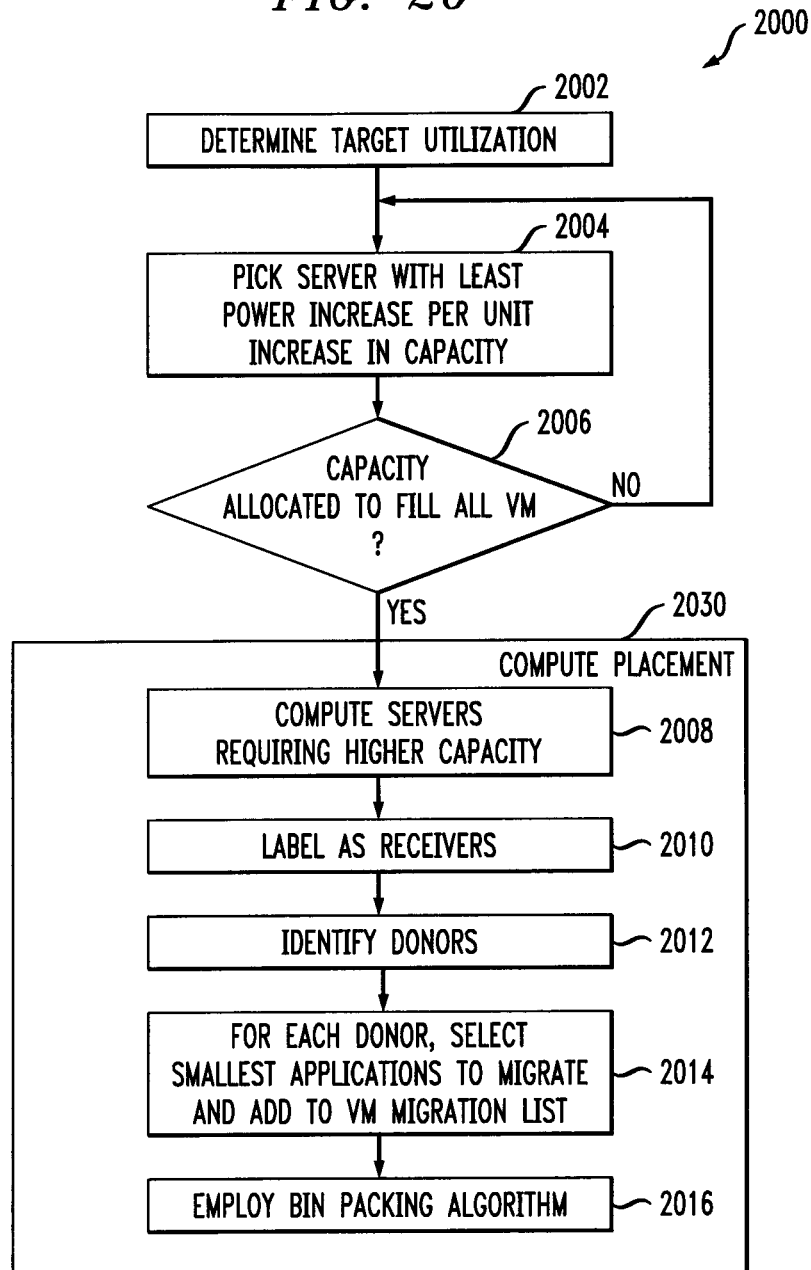 FIG. 20
2000
2002
DETERMINE TARGET UTILIZATION
2004
PICK SERVER WITH LEAST
POWER INCREASE PER UNIT
INCREASE IN CAPACITY
2006
CAPACITY
ALLOCATED TO FILL ALL VM
?
NO
YES
2030
COMPUTE PLACEMENT
COMPUTE SERVERS
REQUIRING HIGHER CAPACITY
2008
LABEL AS RECEIVERS
2010
IDENTIFY DONORS
2012
FOR EACH DONOR, SELECT
SMALLEST APPLICATIONS TO MIGRATE
AND ADD TO VM MIGRATION LIST
2014
EMPLOY BIN PACKING ALGORITHM
2016